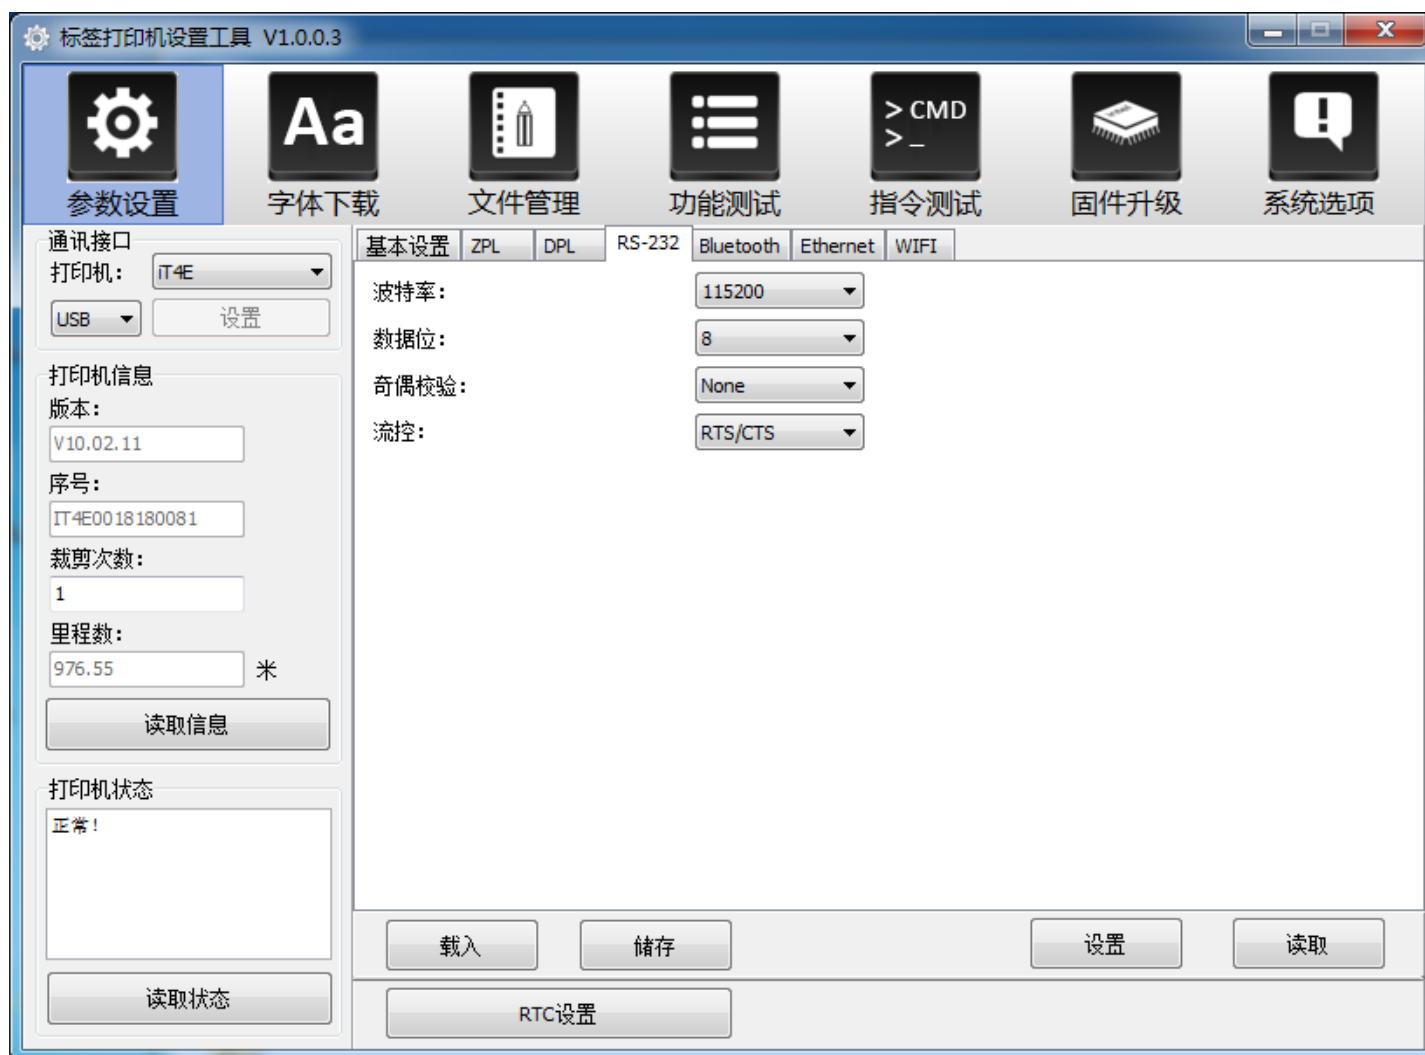 标签打印机设置工具 V1.0.0.3
Aa
> CMD
> _
参数设置 字体下载 文件管理 功能测试 指令测试 固件升级 系统选项
通讯接口
打印机: iT4E
USB 设置
打印机信息
版本:
V10.02.11
序号:
IT4E0018180081
裁剪次数:
1
里程数:
976.55 米
读取信息
打印机状态
正常!
读取状态
基本设置 ZPL DPL RS-232 Bluetooth Ethernet WIFI
波特率: 115200
数据位: 8
奇偶校验: None
流控: RTS/CTS
载入 储存 设置 读取
RTC设置